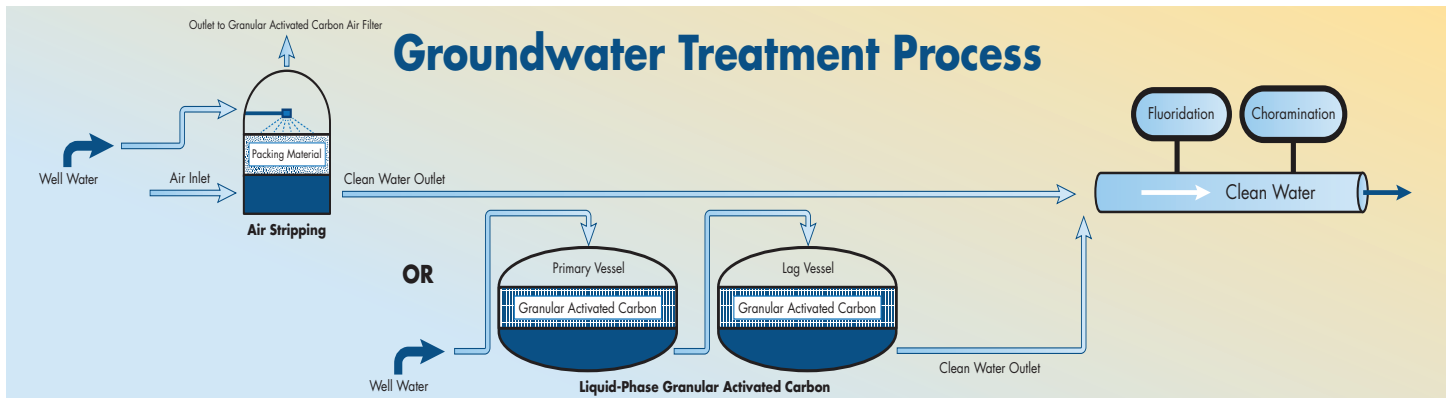 Outlet to Granular Activated Carbon Air Filter
Groundwater Treatment Process
Packing Material
Well Water
Air Inlet
Air Stripping
Clean Water Outlet
Fluoridation
Choramination
Clean Water
OR
Primary Vessel
Granular Activated Carbon
Lag Vessel
Granular Activated Carbon
Well Water
Clean Water Outlet
Liquid-Phase Granular Activated Carbon